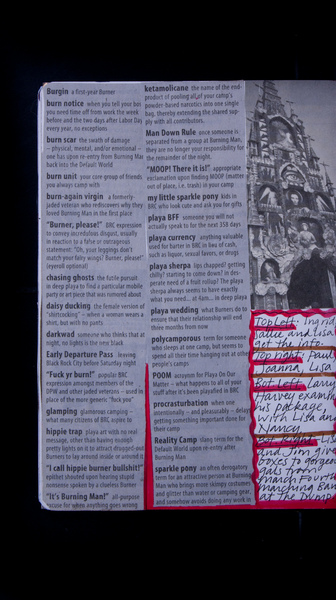 Burgin a first-year Burner
burn notice when you tell your boss
you need time off from work the week
before and the two days after Labor Day
every year, no exceptions
burn scar the swath of damage
– physical, mental, and/or emotional –
one has upon re-entry from Burning Man
back into the Default World
burn unit your core group of friends
you always camp with
burn-again virgin a formerly-
jaded veteran who rediscovers why they
loved Burning Man in the first place
"Burner, please!" BRC expression
to convey incredulous disgust, usually
in reaction to a false or outrageous
statement: "Oh, your leggings don't
match your fairy wings? Burner, please!"
(eyeroll optional)
chasing ghosts the futile pursuit
in deep playa to find a particular mobile
party or art piece that was rumored about
daisy ducking the female version of
"shirtcocking" – when a woman wears a
shirt, but with no pants
darkwad someone who thinks that at
night, no lights is the new black
Early Departure Pass leaving
Black Rock City before Saturday night
"Fuck yr burn!" popular BRC
expression amongst members of the
DPW and other jaded veterans – used in
place of the more generic "fuck you"
glamping glamorous camping –
what many citizens of BRC aspire to
hippie trap playa art with no real
message, other than having enough
pretty lights on it to attract drugged-out
Burners to lay around inside or around it
"I call hippie burner bullshit!"
epithet shouted upon hearing stupid
nonsense spoken by a clueless Burner
"It's Burning Man!" all-purpose
excuse for when anything goes wrong
ketamolicane the name of the end-
product of pooling all of your camp's
powder-based narcotics into one single
bag, thereby extending the shared sup-
ply with all contributors.
Man Down Rule once someone is
separated from a group at Burning Man,
they are no longer your responsibility for
the remainder of the night.
"MOOP! There it is!" appropriate
exclamation upon finding MOOP (matter
out of place, i.e. trash) in your camp
my little sparkle pony kids in
BRC who look cute and ask you for gifts
playa BFF someone you will not
actually speak to for the next 358 days
playa currency anything valuable
used for barter in BRC in lieu of cash,
such as liquor, sexual favors, or drugs
playa sherpa lips chapped? getting
chilly? starting to come down? in des-
perate need of a fruit rollup? The playa
sherpa always seems to have exactly
what you need... at 4am... in deep playa
playa wedding what Burners do to
ensure that their relationship will end
three months from now
polycamporous term for someone
who sleeps at one camp, but seems to
spend all their time hanging out at other
people's camps
POOM acronym for Playa On Our
Matter – what happens to all of your
stuff after it's been playafied in BRC
procrasturbation when one
intentionally – and pleasurably – delays
getting something important done for
their camp
Reality Camp slang term for the
Default World upon re-entry after
Burning Man
sparkle pony an often derogatory
term for an attractive person at Burning
Man who brings more skimpy costumes
and glitter than water or camping gear,
and somehow avoids doing any work in
Top Left: Ingrid
Sallie and Lisa
get the info.
Top right: Paul
Joanna, Lisa
Bot Left: Lara
Harvey examin
his package,
with Lisa and
Nancy.
Bot Right:
and Jim give
boxes to gorgeou
gals from
March Fourth
Marching Ban
at the Dump